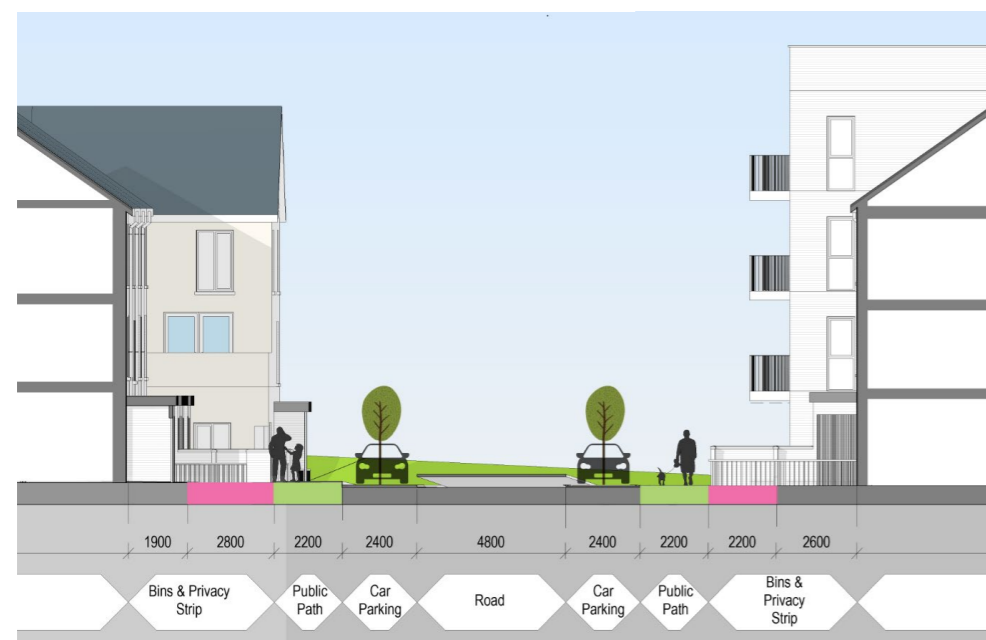 1900 2800 2200 2400 4800 2400 2200 2200 2600
Bins & Privacy
Strip
Public
Path
Car
Parking
Road
Car
Parking
Public
Path
Bins &
Privacy
Strip